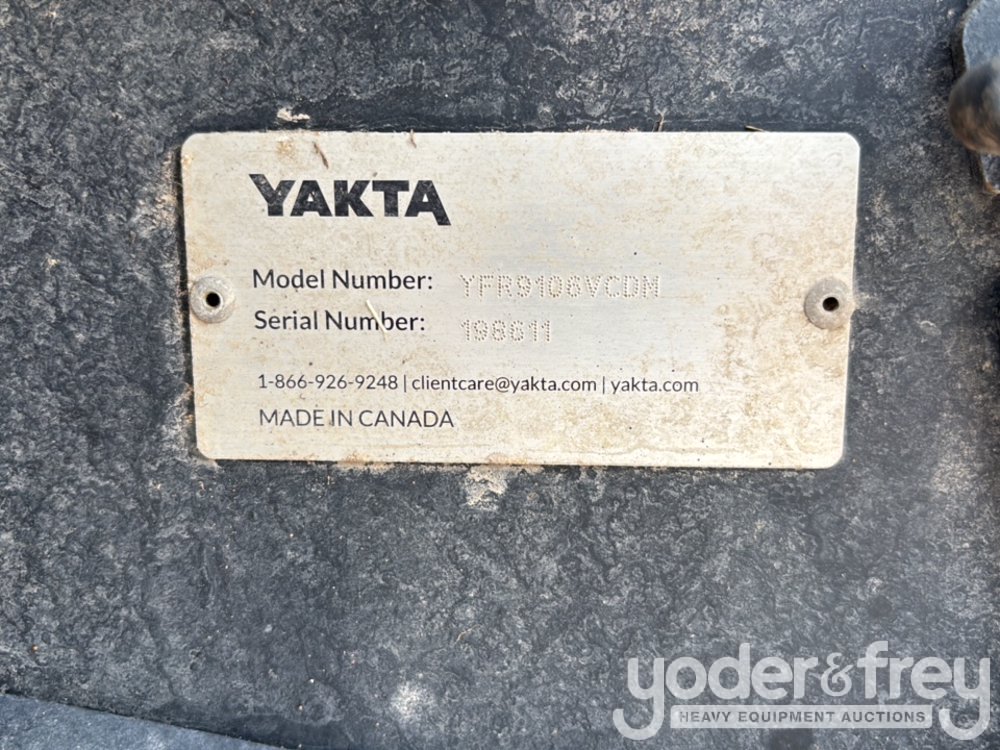 YAKTA
Model Number: YFR9106VCDM
Serial Number: 198611
1-866-926-9248 | clientcare@yakta.com | yakta.com
MADE IN CANADA
yoder&frey
HEAVY EQUIPMENT AUCTIONS